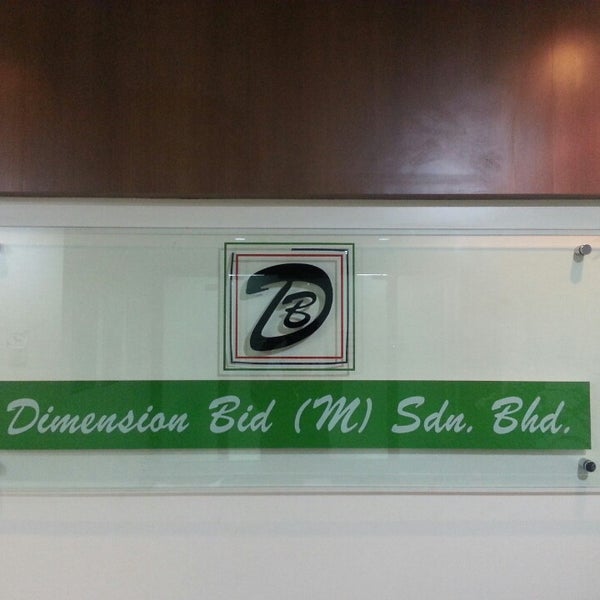 DB
Dimension Bid (M) Sdn. Bhd.